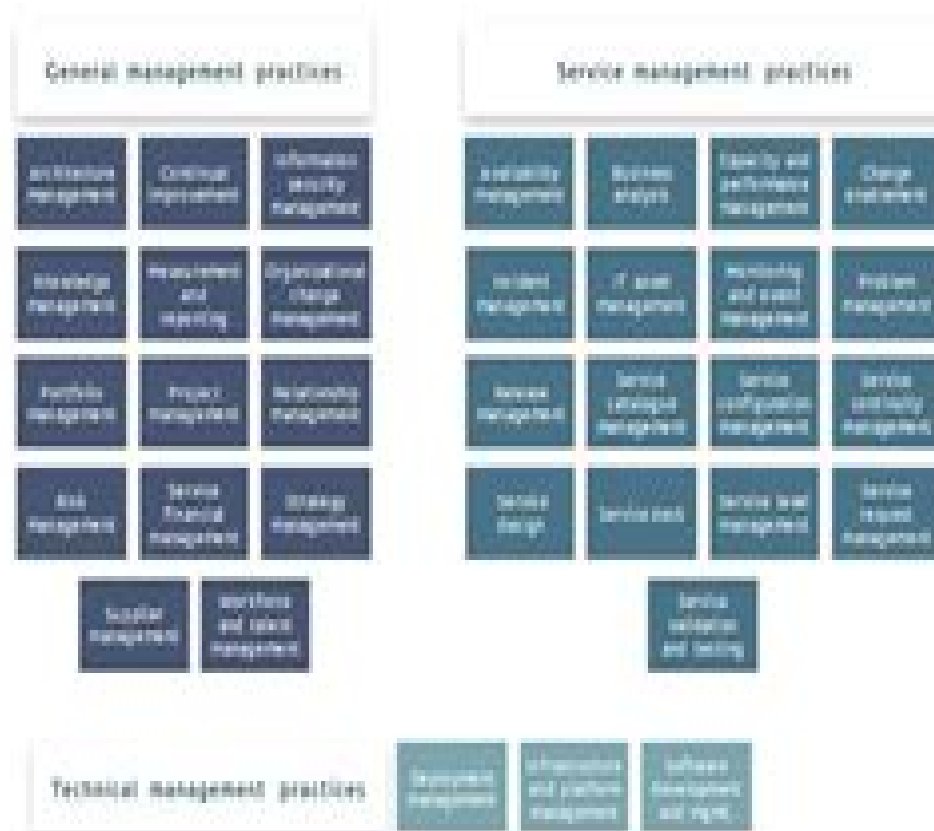 General management practices
Service management practices
Architecture
management
Continual
improvement
Information
security
management
Availability
management
Business
analysis
Capacity and
performance
management
Change
enablement
Knowledge
management
Measurement
and
reporting
Organizational
change
management
Incident
management
IT asset
management
Monitoring
and event
management
Problem
management
Portfolio
management
Project
management
Relationship
management
Release
management
Service
catalogue
management
Service
configuration
management
Service
continuity
management
Risk
management
Service
financial
management
Strategy
management
Service
design
Service desk
Service level
management
Service
request
management
Supplier
management
Workforce
and talent
management
Service
validation
and testing
Technical management practices
Deployment
management
Infrastructure
and platform
management
Software
development
and mgmt